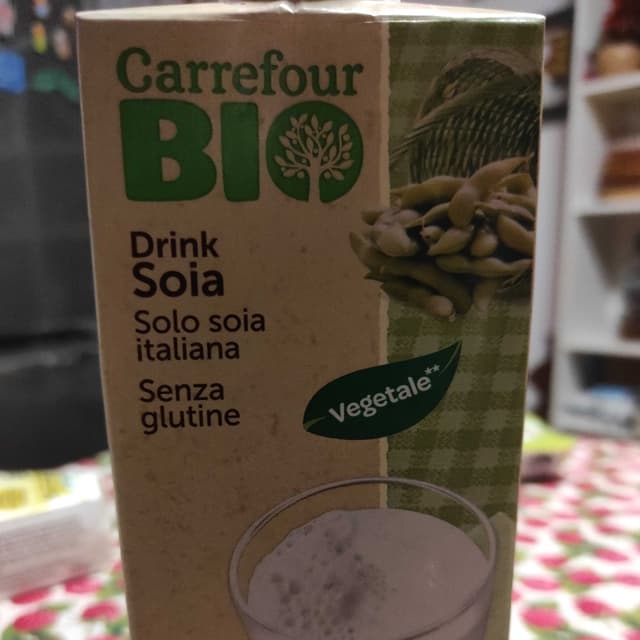 Carrefour
BIO
Drink
Soia
Solo soia
italiana
Senza
glutine
Vegetale**